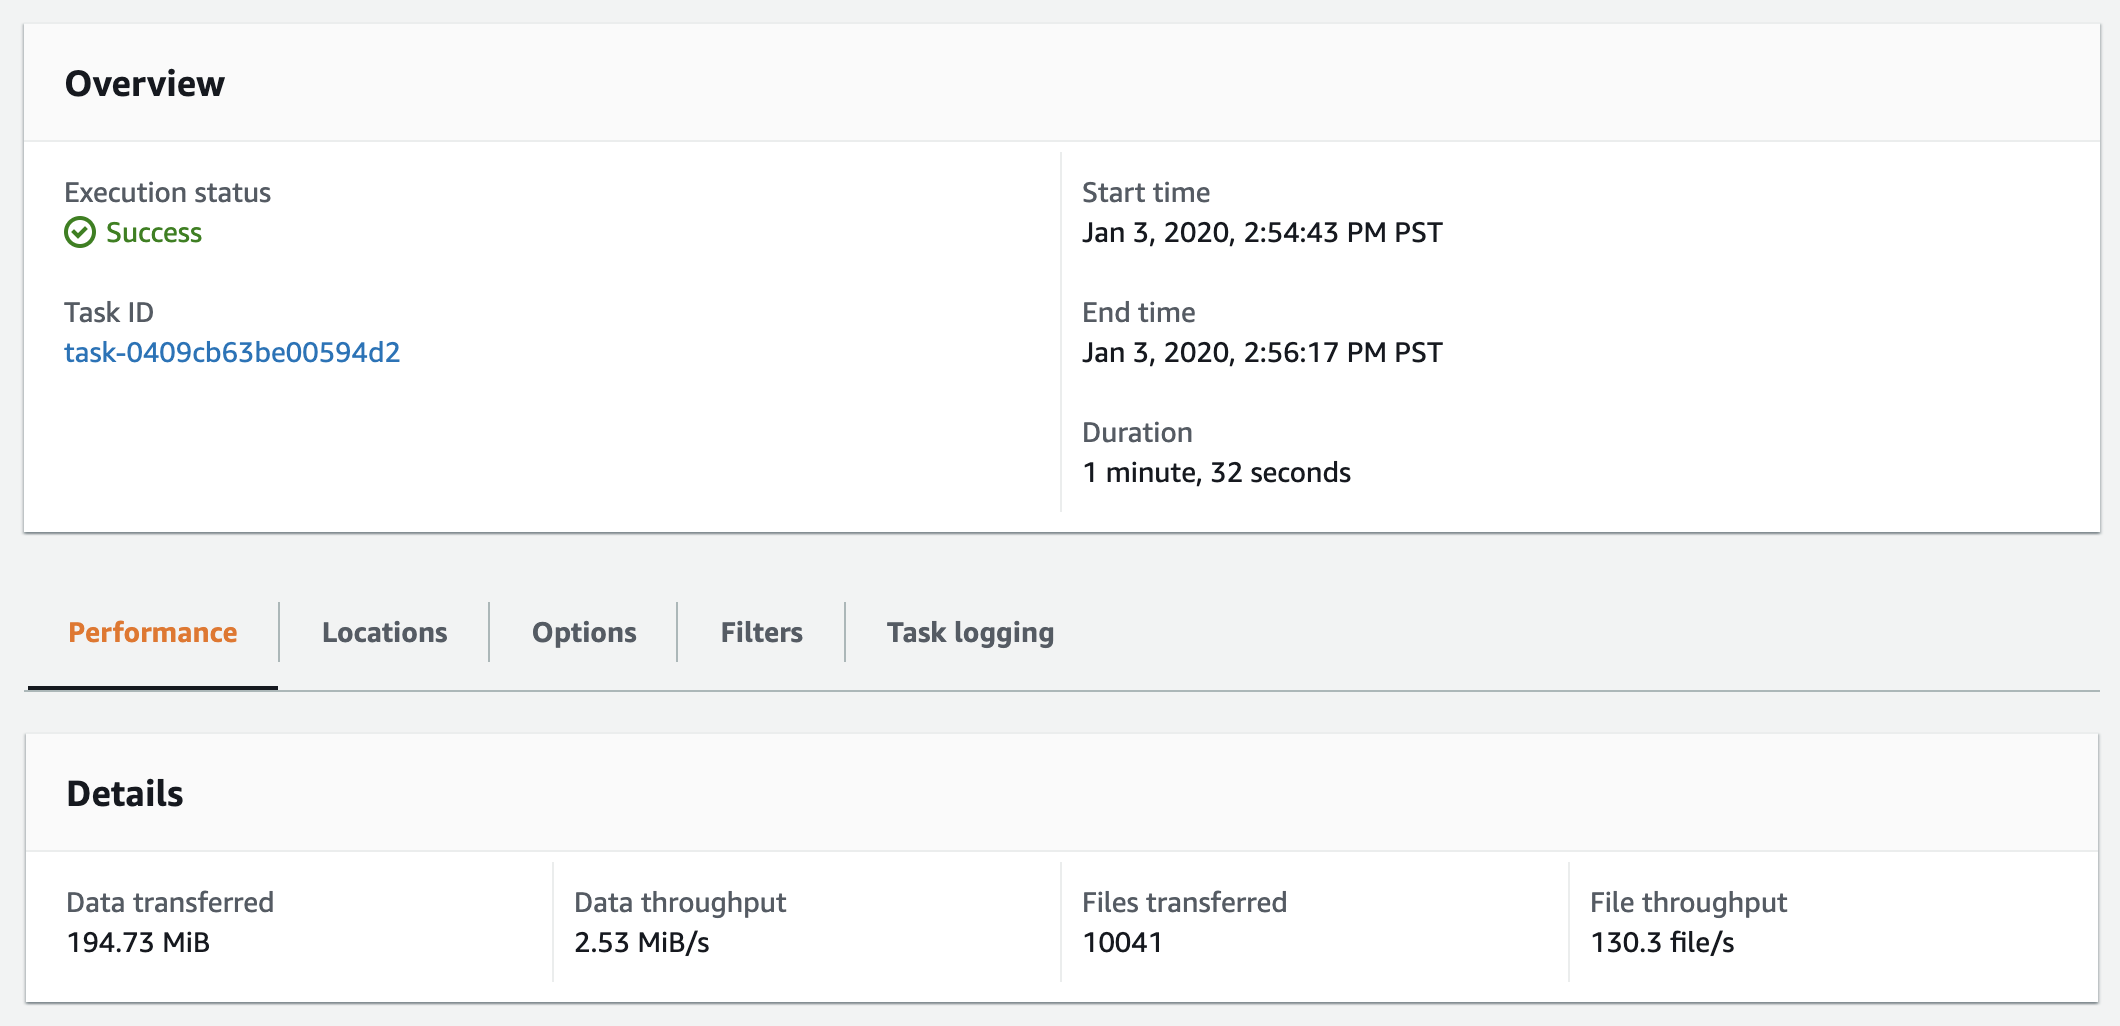 Overview
Execution status
Success
Task ID
task-0409cb63be00594d2
Start time
Jan 3, 2020, 2:54:43 PM PST
End time
Jan 3, 2020, 2:56:17 PM PST
Duration
1 minute, 32 seconds
Performance
Locations
Options
Filters
Task logging
Details
Data transferred
194.73 MiB
Data throughput
2.53 MiB/s
Files transferred
10041
File throughput
130.3 file/s